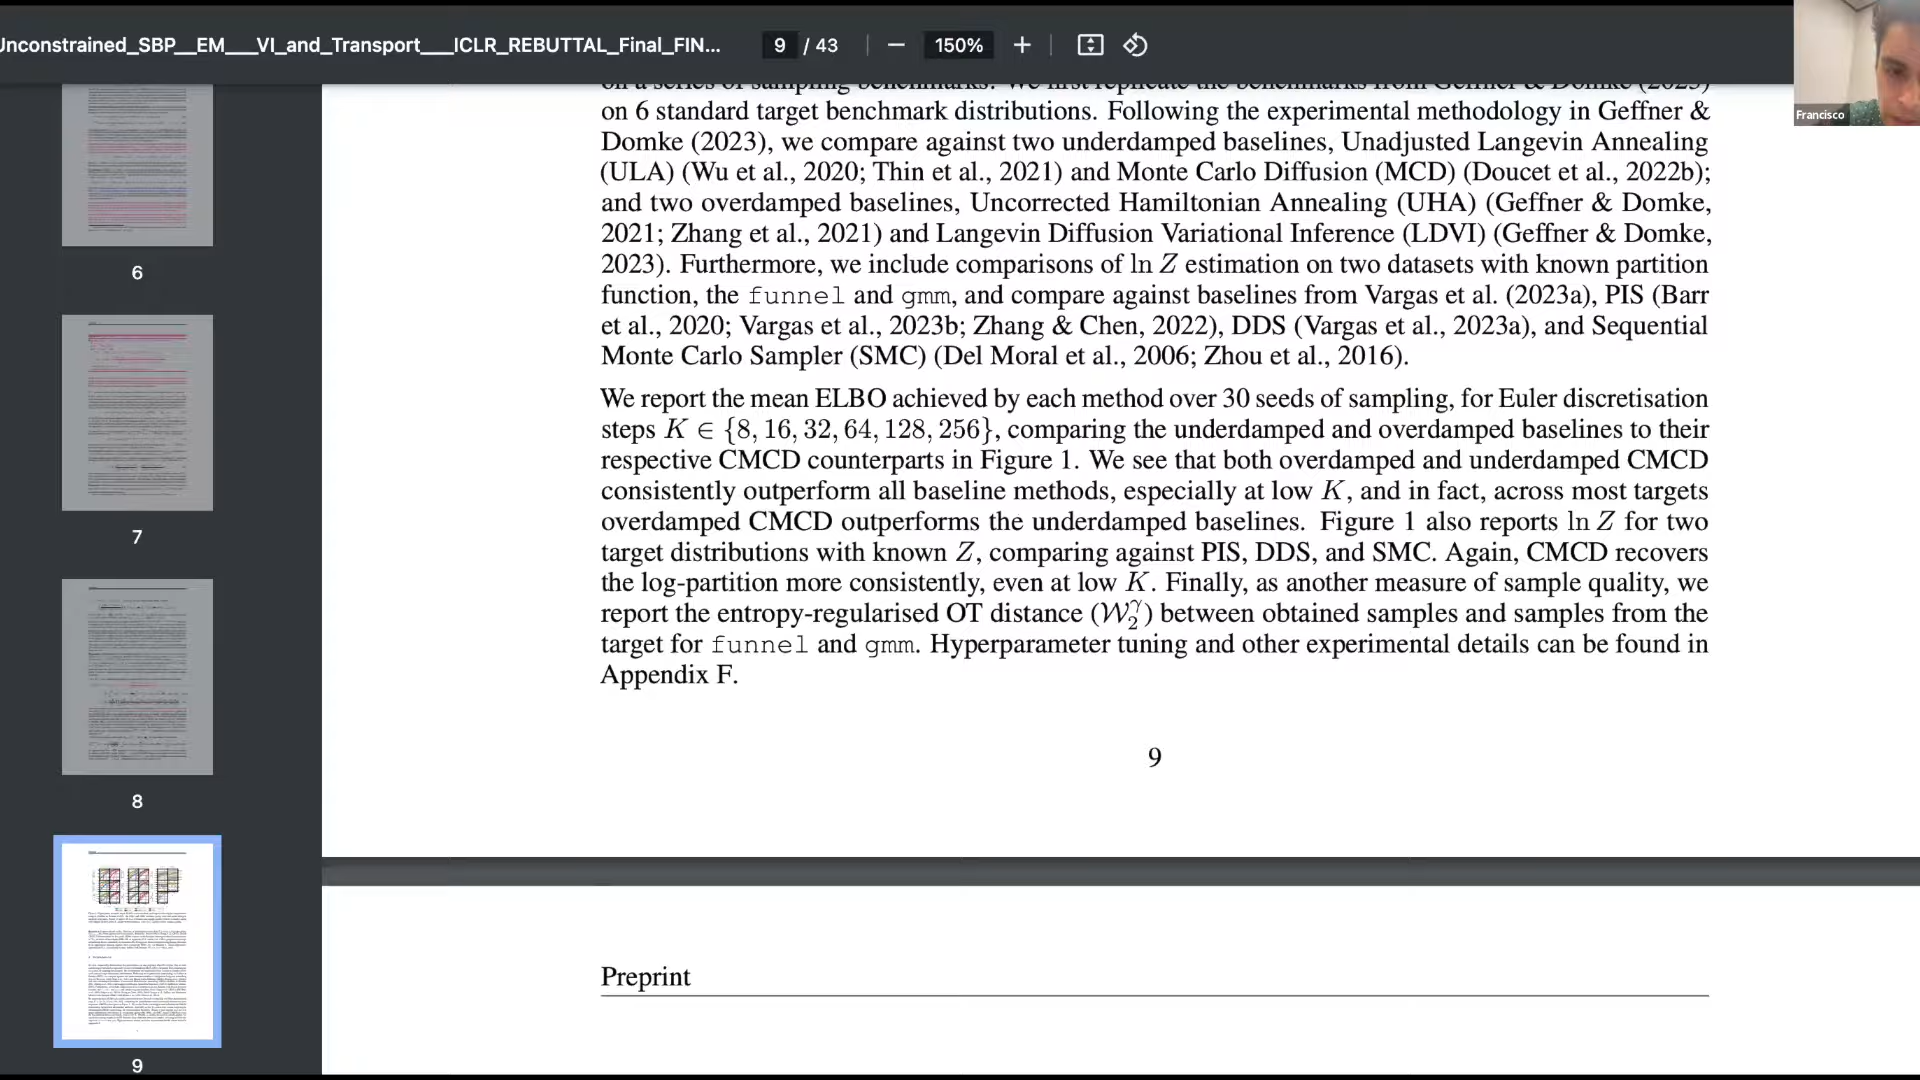 Unconstrained_SBP__EM___VI_and_Transport___ICLR_REBUTTAL_Final_FIN...
9 / 43
150%
Francisco
on a series of sampling benchmarks. We first replicate the benchmarks from Geffner & Domke (2023)
on 6 standard target benchmark distributions. Following the experimental methodology in Geffner &
Domke (2023), we compare against two underdamped baselines, Unadjusted Langevin Annealing
(ULA) (Wu et al., 2020; Thin et al., 2021) and Monte Carlo Diffusion (MCD) (Doucet et al., 2022b);
and two overdamped baselines, Uncorrected Hamiltonian Annealing (UHA) (Geffner & Domke,
2021; Zhang et al., 2021) and Langevin Diffusion Variational Inference (LDVI) (Geffner & Domke,
2023). Furthermore, we include comparisons of ln Z estimation on two datasets with known partition
function, the funnel and gmm, and compare against baselines from Vargas et al. (2023a), PIS (Barr
et al., 2020; Vargas et al., 2023b; Zhang & Chen, 2022), DDS (Vargas et al., 2023a), and Sequential
Monte Carlo Sampler (SMC) (Del Moral et al., 2006; Zhou et al., 2016).
We report the mean ELBO achieved by each method over 30 seeds of sampling, for Euler discretisation
steps K ∈ {8, 16, 32, 64, 128, 256}, comparing the underdamped and overdamped baselines to their
respective CMCD counterparts in Figure 1. We see that both overdamped and underdamped CMCD
consistently outperform all baseline methods, especially at low K, and in fact, across most targets
overdamped CMCD outperforms the underdamped baselines. Figure 1 also reports ln Z for two
target distributions with known Z, comparing against PIS, DDS, and SMC. Again, CMCD recovers
the log-partition more consistently, even at low K. Finally, as another measure of sample quality, we
report the entropy-regularised OT distance (𝒲₂^γ) between obtained samples and samples from the
target for funnel and gmm. Hyperparameter tuning and other experimental details can be found in
Appendix F.
9
Preprint
6
7
8
9